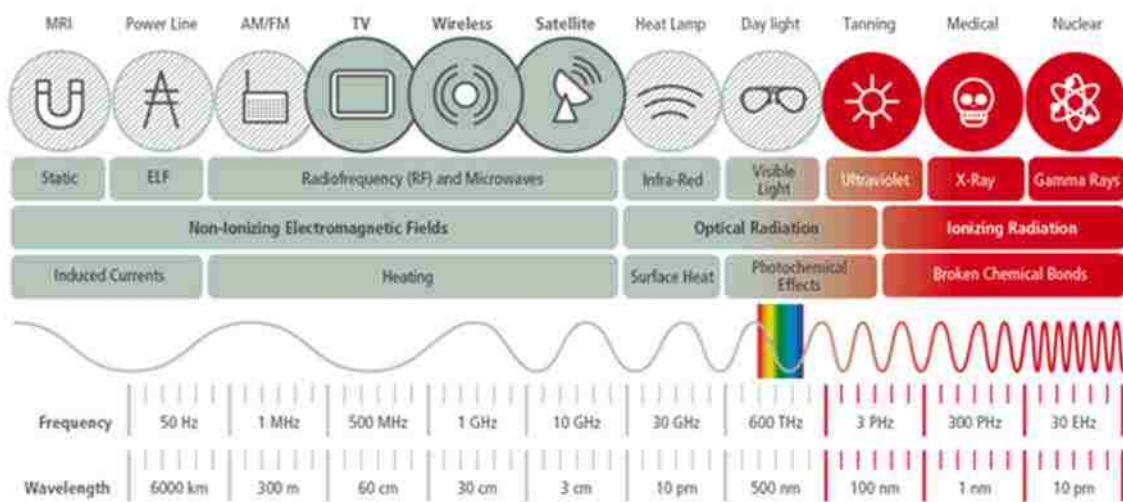 MRI Power Line AM/FM TV Wireless Satellite Heat Lamp Day light Tanning Medical Nuclear
Static ELF Radiofrequency (RF) and Microwaves Infra-Red Visible Light Ultraviolet X-Ray Gamma Rays
Non-Ionizing Electromagnetic Fields Optical Radiation Ionizing Radiation
Induced Currents Heating Surface Heat Photochemical Effects Broken Chemical Bonds
Frequency 50 Hz 1 MHz 500 MHz 1 GHz 10 GHz 30 GHz 600 THz 3 PHz 300 PHz 30 EHz
Wavelength 6000 km 300 m 60 cm 30 cm 3 cm 10 pm 500 nm 100 nm 1 nm 10 pm